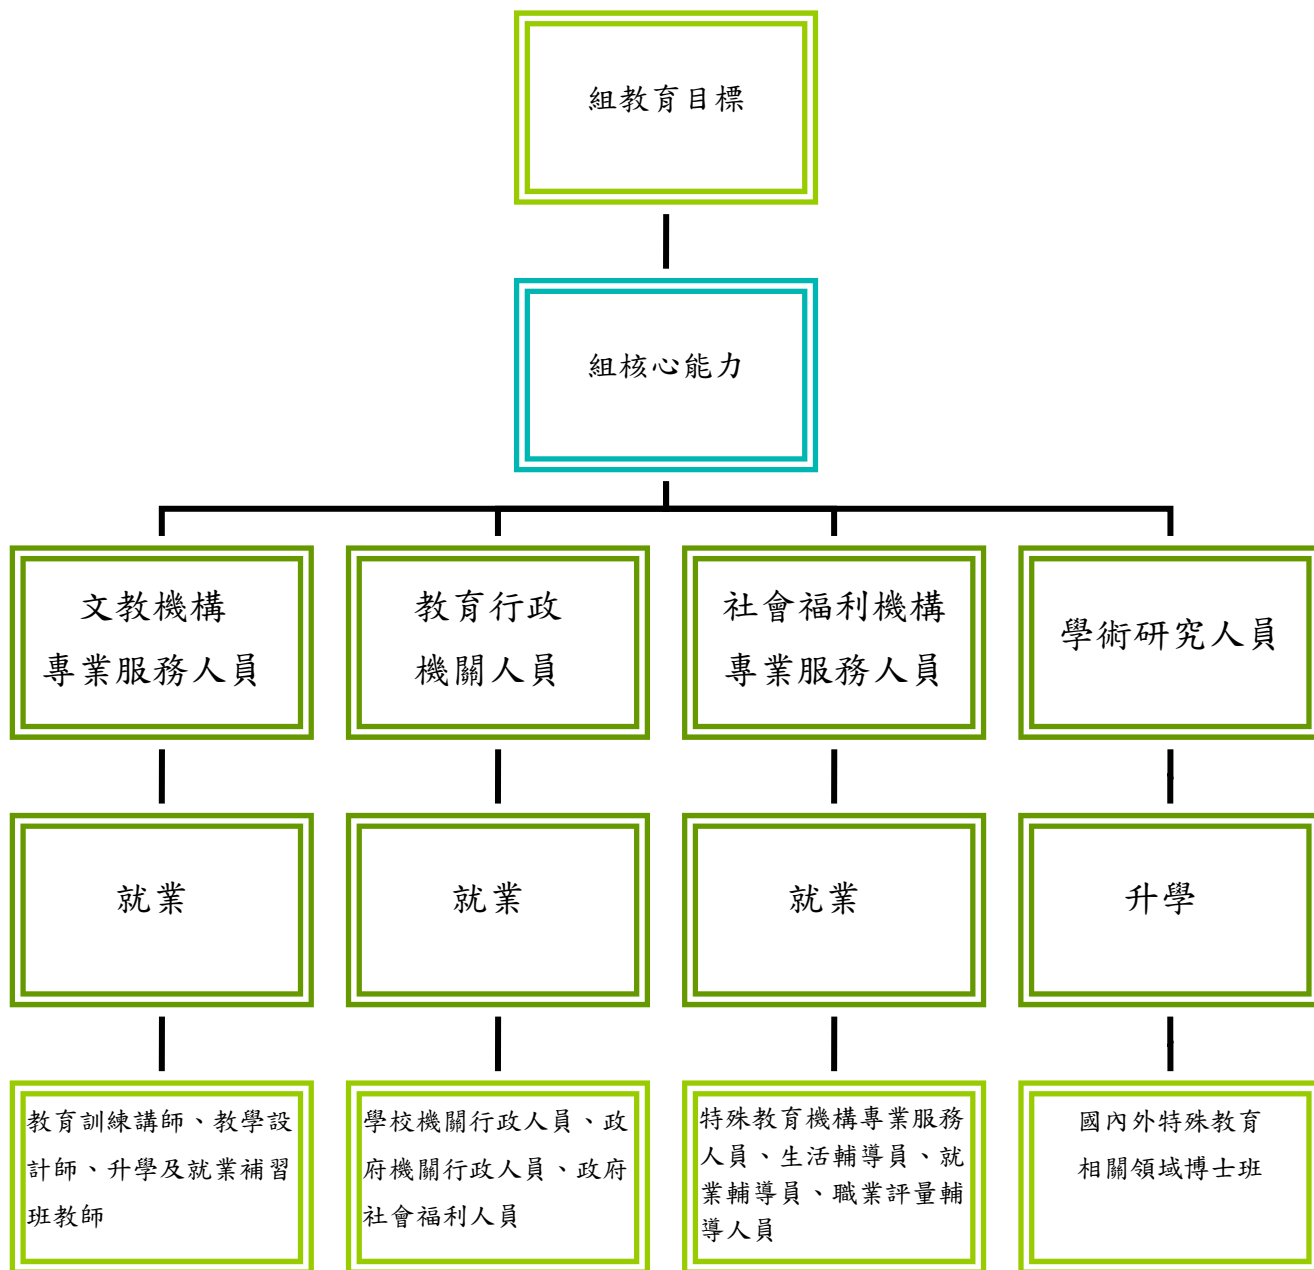 組教育目標
組核心能力
文教機構
專業服務人員
教育行政
機關人員
社會福利機構
專業服務人員
學術研究人員
就業
就業
就業
升學
教育訓練講師、教學設
計師、升學及就業補習
班教師
學校機關行政人員、政
府機關行政人員、政府
社會福利人員
特殊教育機構專業服務
人員、生活輔導員、就
業輔導員、職業評量輔
導人員
國內外特殊教育
相關領域博士班